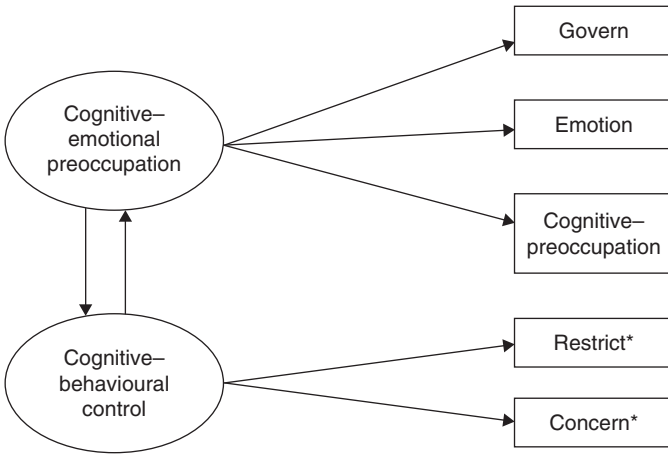 Govern
Cognitive–
emotional
preoccupation
Emotion
Cognitive–
preoccupation
Cognitive–
behavioural
control
Restrict*
Concern*